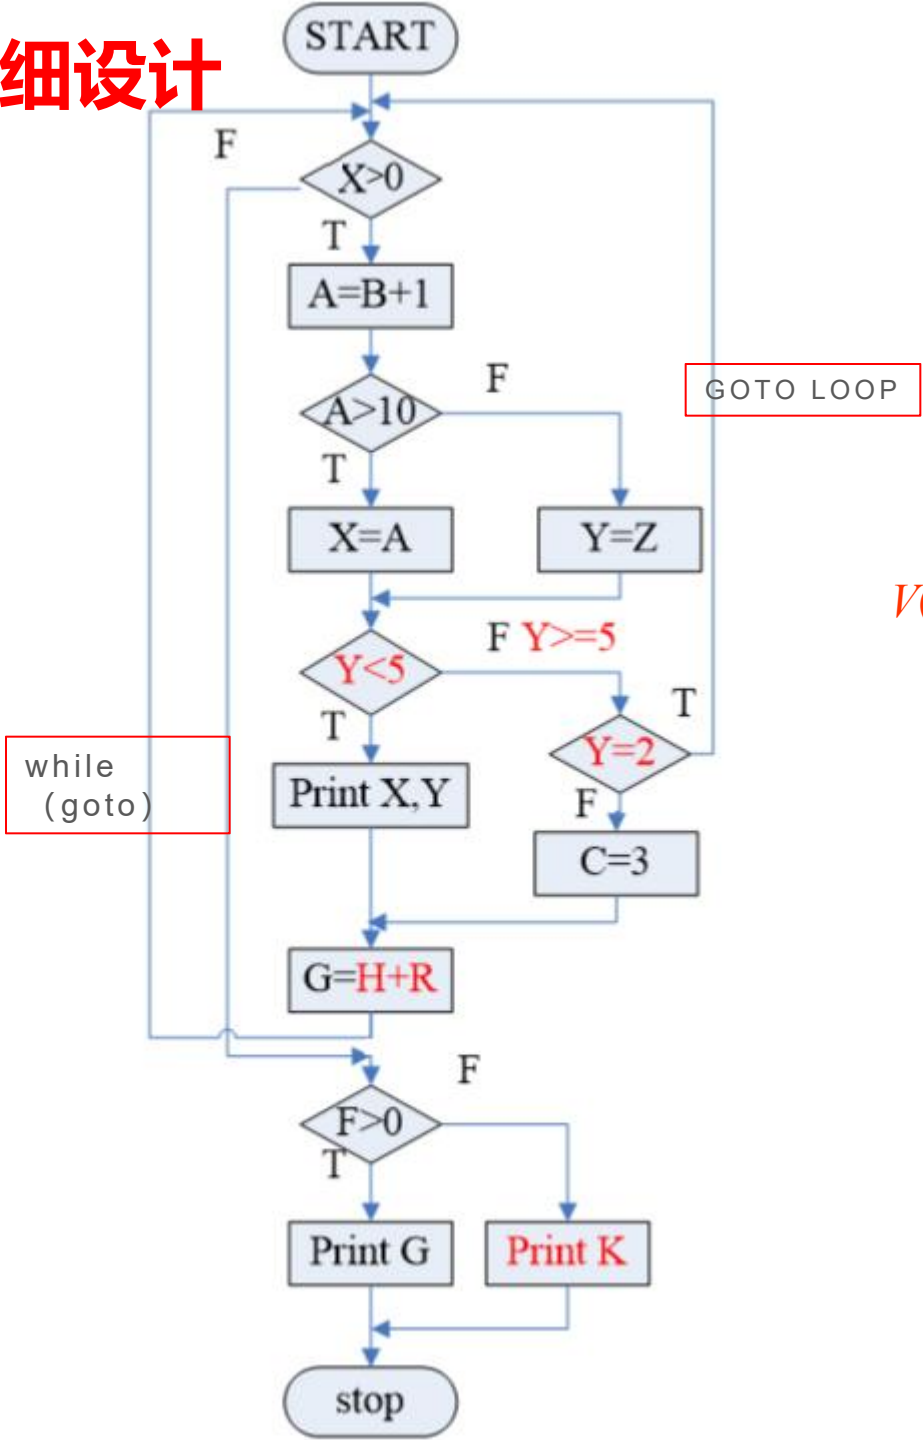 START
细设计
F
X>0
T
A=B+1
F
A>10
GOTO LOOP
T
X=A
Y=Z
F Y>=5
Y<5
T
T
Y=2
while
(goto)
Print X,Y
F
C=3
G=H+R
F
F>0
T
Print G
Print K
stop